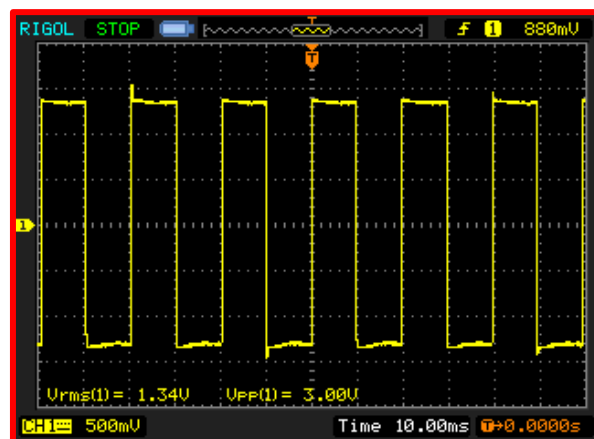 RIGOL STOP T 1 880mV
T
1
Vrms(1)= 1.34V Vpp(1)= 3.00V
CH1 500mV Time 10.00ms T→0.0000s